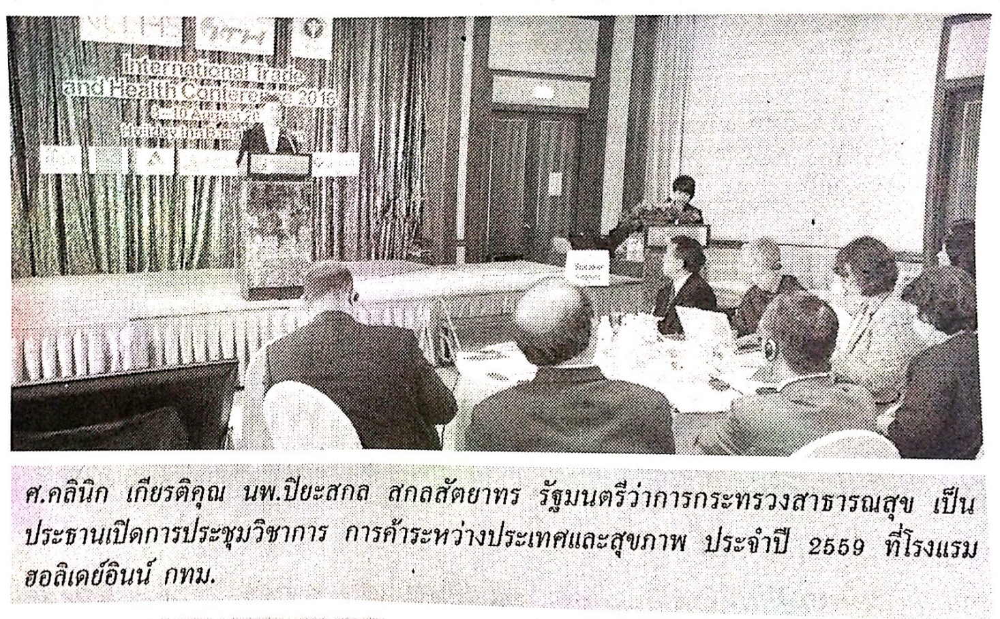 International Trade
and Health Conference 2016
Speaker
ศ.คลินิก เกียรติคุณ นพ.ปิยะสกล สกลสัตยาทร รัฐมนตรีว่าการกระทรวงสาธารณสุข เป็น
ประธานเปิดการประชุมวิชาการ การค้าระหว่างประเทศและสุขภาพ ประจำปี 2559 ที่โรงแรม
ฮอลิเดย์อินน์ กทม.